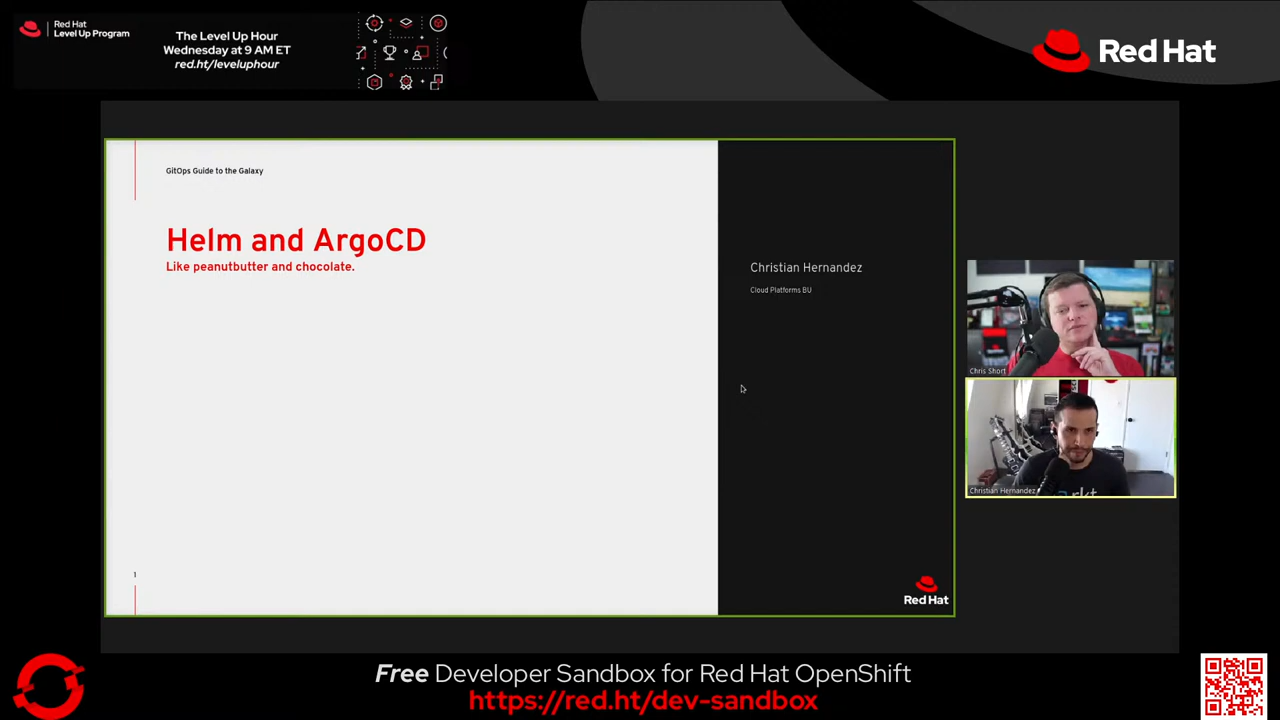 Red Hat
Level Up Program
The Level Up Hour
Wednesday at 9 AM ET
red.ht/leveluphour
Red Hat
GitOps Guide to the Galaxy
Helm and ArgoCD
Like peanutbutter and chocolate.
Christian Hernandez
Cloud Platforms BU
Chris Short
Christian Hernandez
1
Red Hat
Free Developer Sandbox for Red Hat OpenShift
https://red.ht/dev-sandbox